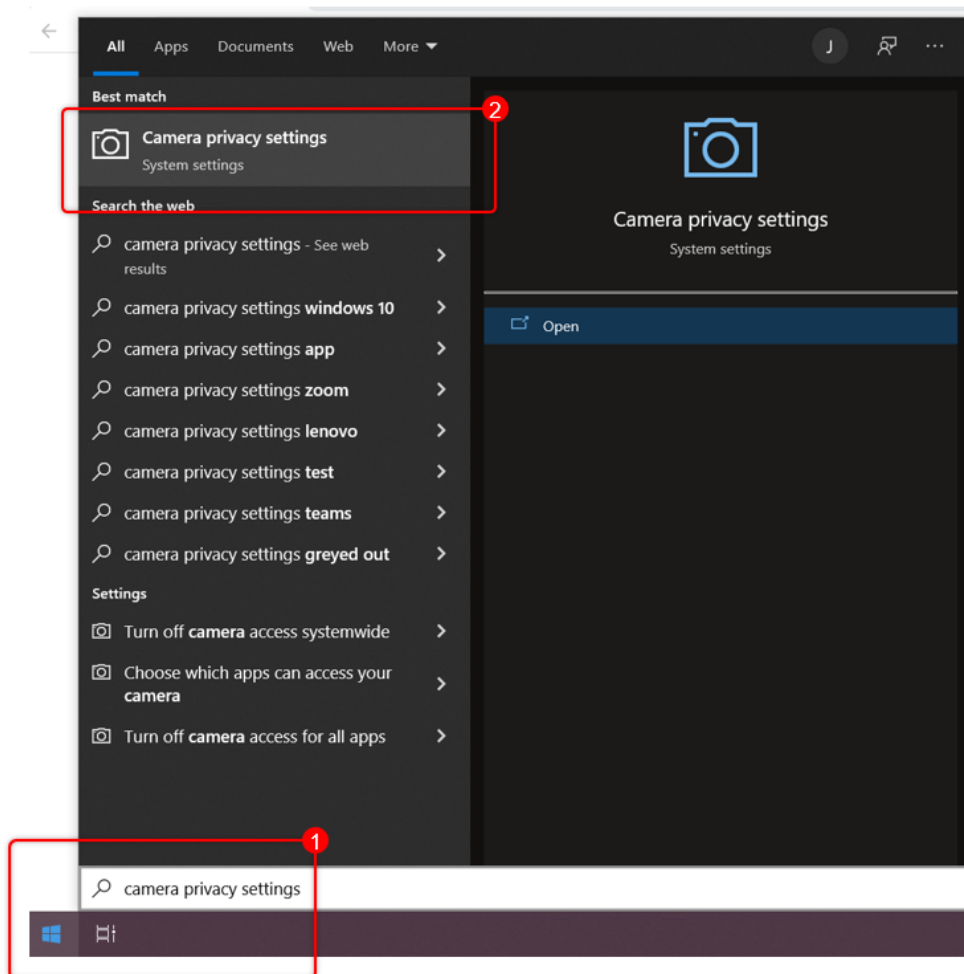 All Apps Documents Web More J ...
Best match
2
Camera privacy settings
System settings
Search the web
camera privacy settings - See web
results
camera privacy settings windows 10
camera privacy settings app
camera privacy settings zoom
camera privacy settings lenovo
camera privacy settings test
camera privacy settings teams
camera privacy settings greyed out
Settings
Turn off camera access systemwide
Choose which apps can access your
camera
Turn off camera access for all apps
Camera privacy settings
System settings
Open
1
camera privacy settings